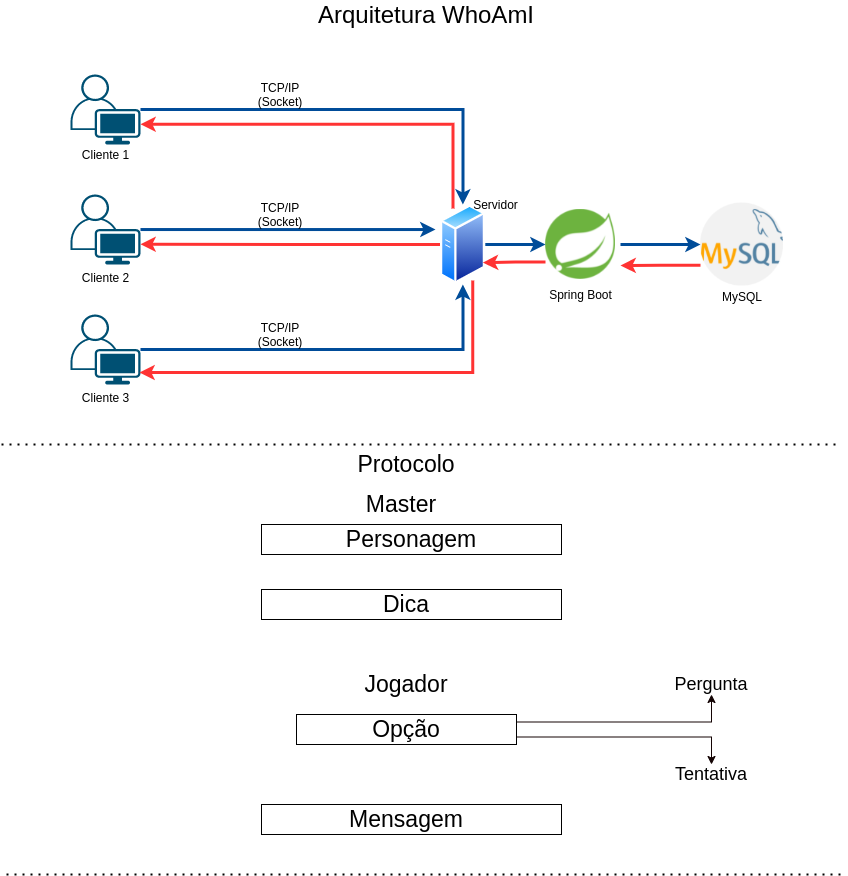 Arquitetura WhoAmI
TCP/IP
(Socket)
Cliente 1
TCP/IP
(Socket)
Servidor
Cliente 2
Spring Boot
MySQL
MySQL
TCP/IP
(Socket)
Cliente 3
Protocolo
Master
Personagem
Dica
Jogador
Pergunta
Opção
Tentativa
Mensagem